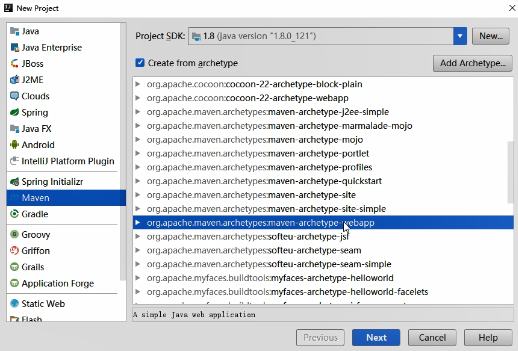 New Project
Java
Java Enterprise
JBoss
J2ME
Clouds
Spring
Java FX
Android
IntelliJ Platform Plugin
Spring Initializr
Maven
Gradle
Groovy
Griffon
Grails
Application Forge
Static Web
Flash
Project SDK: 1.8 (java version "1.8.0_121") New...
Create from archetype Add Archetype...
org.apache.cocoon:cocoon-22-archetype-block-plain
org.apache.cocoon:cocoon-22-archetype-webapp
org.apache.maven.archetypes:maven-archetype-j2ee-simple
org.apache.maven.archetypes:maven-archetype-marmalade-mojo
org.apache.maven.archetypes:maven-archetype-mojo
org.apache.maven.archetypes:maven-archetype-portlet
org.apache.maven.archetypes:maven-archetype-profiles
org.apache.maven.archetypes:maven-archetype-quickstart
org.apache.maven.archetypes:maven-archetype-site
org.apache.maven.archetypes:maven-archetype-site-simple
org.apache.maven.archetypes:maven-archetype-webapp
org.apache.maven.archetypes:softeu-archetype-jsf
org.apache.maven.archetypes:softeu-archetype-seam
org.apache.maven.archetypes:softeu-archetype-seam-simple
org.apache.myfaces.buildtools:myfaces-archetype-helloworld
org.apache.myfaces.buildtools:myfaces-archetype-helloworld-facelets
A simple Java web application
Previous Next Cancel Help